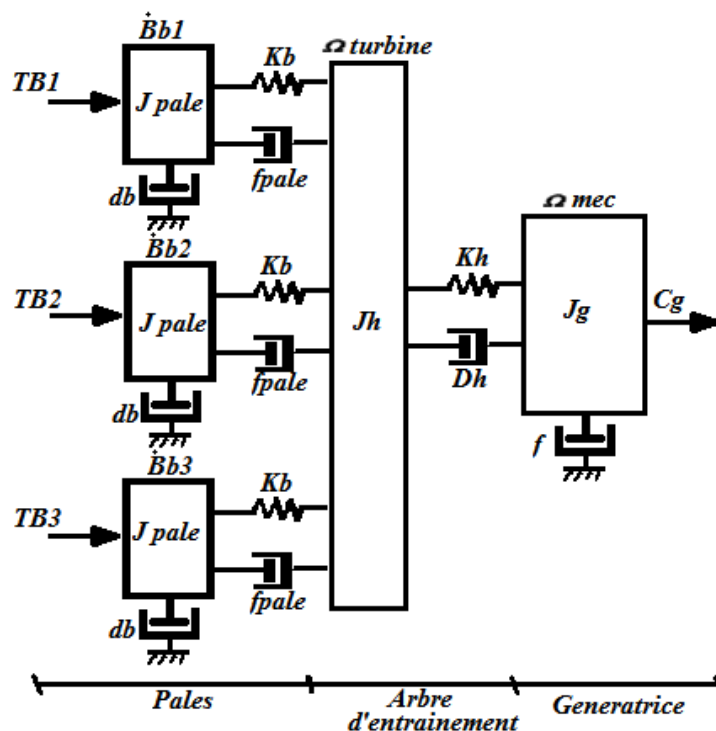 Ḃb1
Ω turbine
TB1
J pale
Kb
fpale
db
Ḃb2
Ω mec
TB2
J pale
Kb
Jh
Kh
Jg
Cg
fpale
Dh
db
f
Ḃb3
TB3
J pale
Kb
fpale
db
Pales
Arbre
d'entrainement
Géneratrice